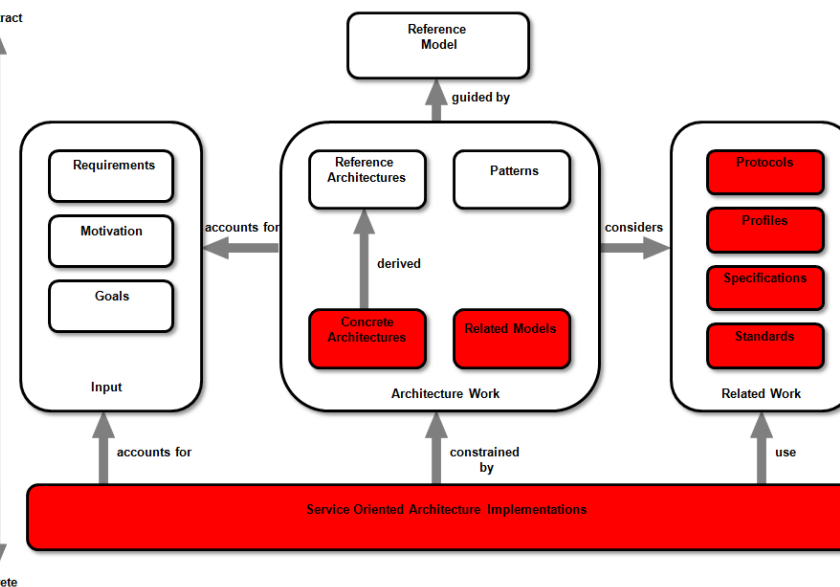 ract
Reference
Model
guided by
Requirements
Motivation
Goals
Input
accounts for
Reference
Architectures
Patterns
derived
Concrete
Architectures
Related Models
Architecture Work
considers
Protocols
Profiles
Specifications
Standards
Related Work
accounts for
constrained
by
use
Service Oriented Architecture Implementations
rete